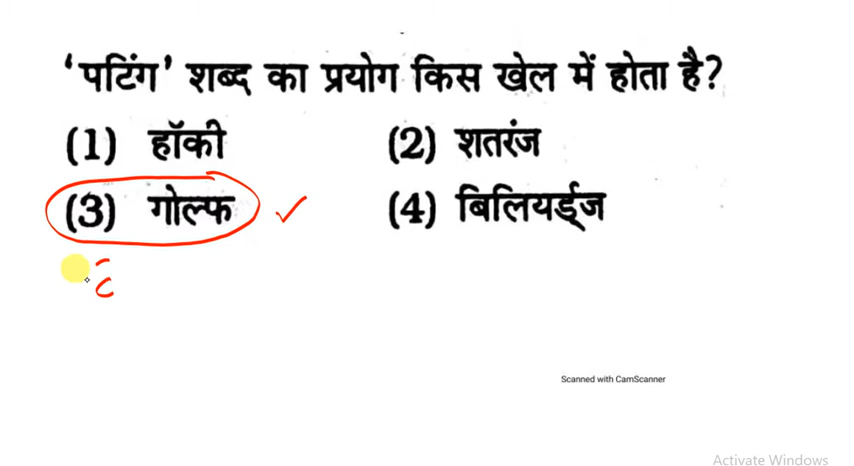 ‘पटिंग’ शब्द का प्रयोग किस खेल में होता है?
(1) हॉकी (2) शतरंज
(3) गोल्फ (4) बिलियर्ड्ज
Scanned with CamScanner
Activate Windows